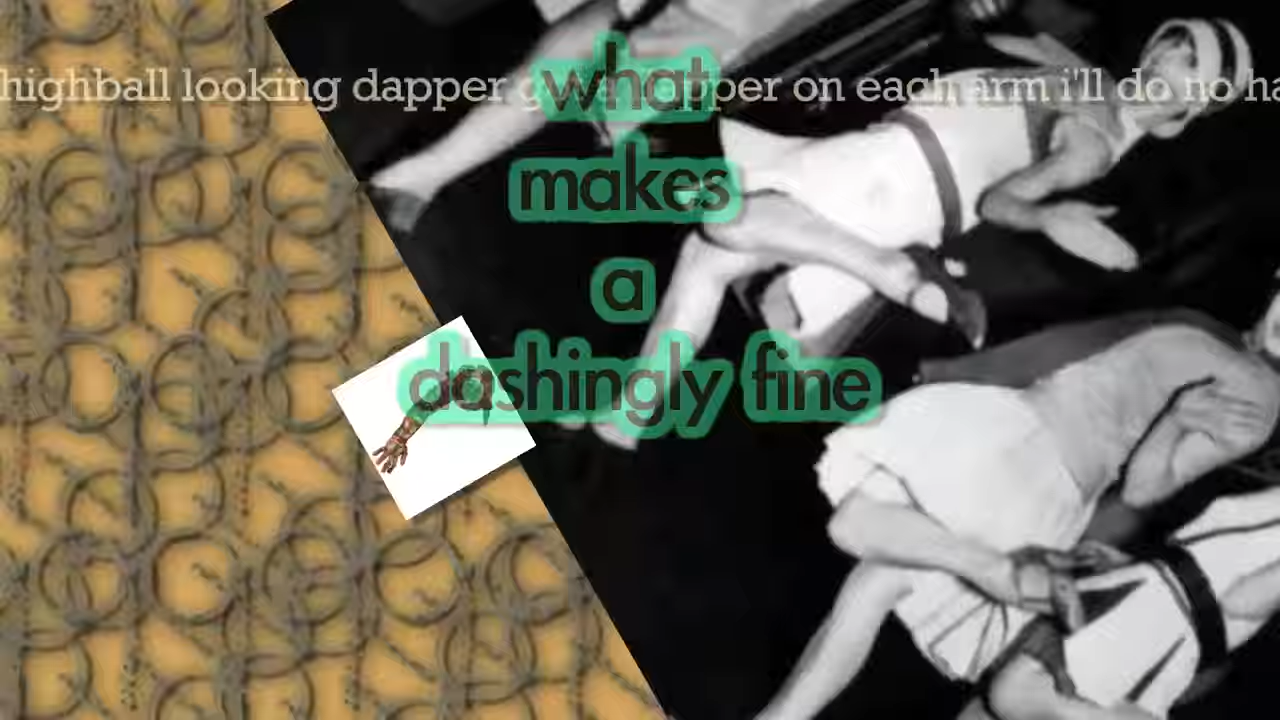 highball looking dapper on each arm i'll do no ha
what
makes
a
dashingly fine